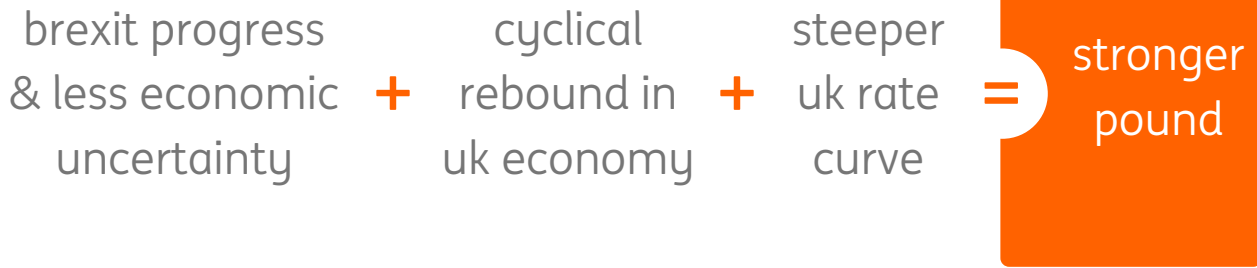 brexit progress
& less economic
uncertainty
+
cyclical
rebound in
uk economy
+
steeper
uk rate
curve
=
stronger
pound